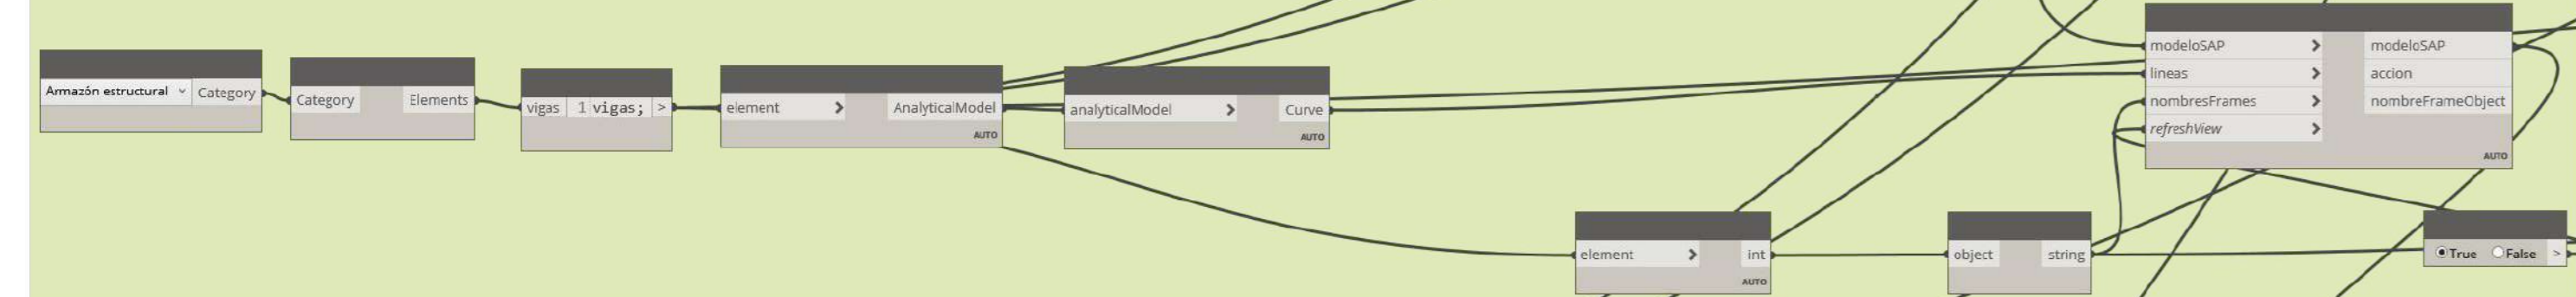 Armazón estructural Category
Category Elements
vigas 1 vigas; >
element AnalyticalModel
AUTO
analyticalModel Curve
AUTO
element int
AUTO
object string
modeloSAP modeloSAP
lineas accion
nombresFrames nombreFrameObject
refreshView
AUTO
True False >